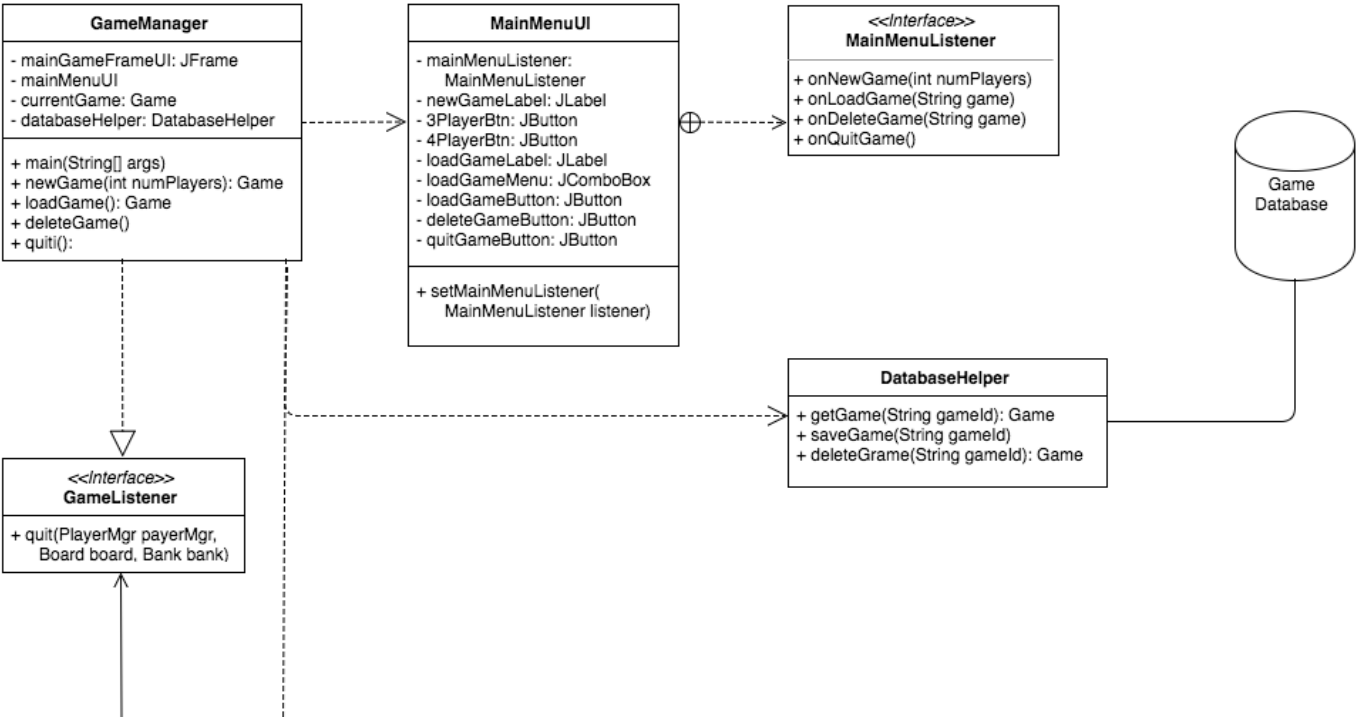 GameManager
- mainGameFrameUI: JFrame
- mainMenuUI
- currentGame: Game
- databaseHelper: DatabaseHelper
+ main(String[] args)
+ newGame(int numPlayers): Game
+ loadGame(): Game
+ deleteGame()
+ quiti():
MainMenuUI
- mainMenuListener:
MainMenuListener
- newGameLabel: JLabel
- 3PlayerBtn: JButton
- 4PlayerBtn: JButton
- loadGameLabel: JLabel
- loadGameMenu: JComboBox
- loadGameButton: JButton
- deleteGameButton: JButton
- quitGameButton: JButton
+ setMainMenuListener(
MainMenuListener listener)
<<Interface>>
MainMenuListener
+ onNewGame(int numPlayers)
+ onLoadGame(String game)
+ onDeleteGame(String game)
+ onQuitGame()
Game
Database
DatabaseHelper
+ getGame(String gameId): Game
+ saveGame(String gameId)
+ deleteGrame(String gameId): Game
<<Interface>>
GameListener
+ quit(PlayerMgr payerMgr,
Board board, Bank bank)